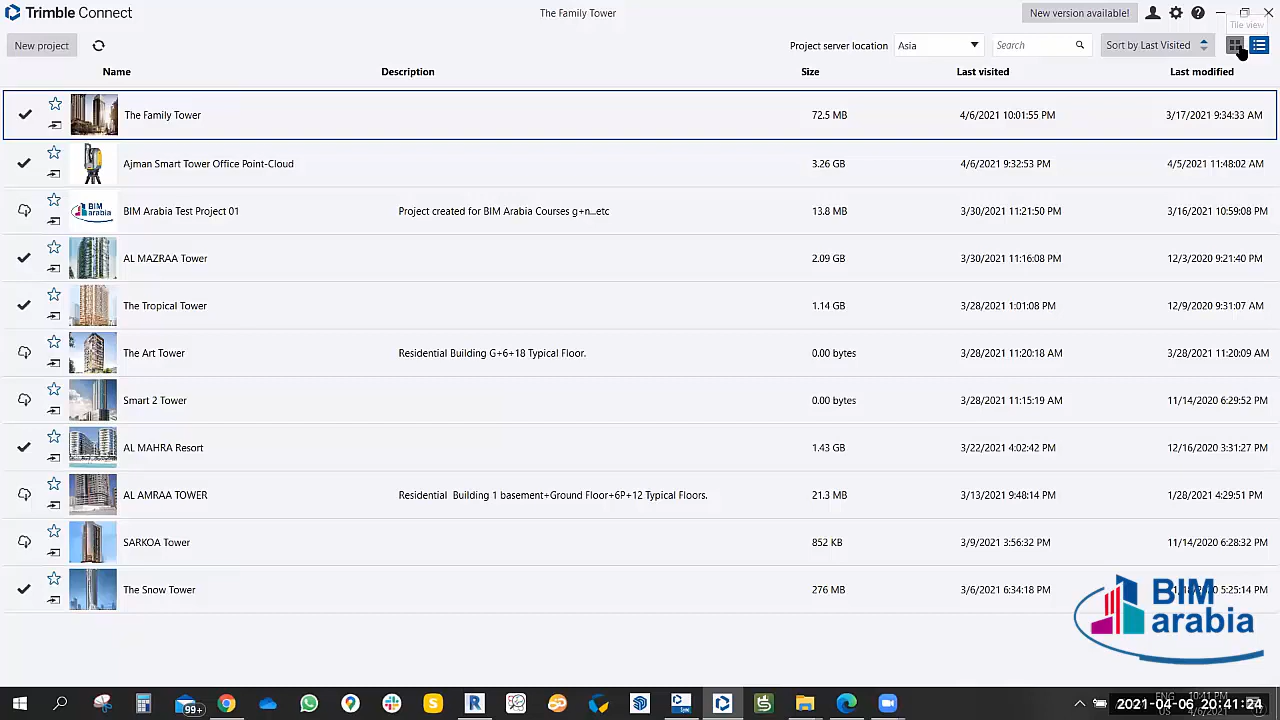 Trimble Connect
The Family Tower
New version available!
Tile view
New project
Project server location
Asia
Search
Sort by Last Visited
Name Description Size Last visited Last modified
The Family Tower 72.5 MB 4/6/2021 10:01:55 PM 3/17/2021 9:34:33 AM
Ajman Smart Tower Office Point-Cloud 3.26 GB 4/6/2021 9:32:53 PM 4/5/2021 11:48:02 AM
BIM arabia
BIM Arabia Test Project 01 Project created for BIM Arabia Courses g+n...etc 13.8 MB 3/30/2021 11:21:50 PM 3/16/2021 10:59:08 PM
AL MAZRAA Tower 2.09 GB 3/30/2021 11:16:08 PM 12/3/2020 9:21:40 PM
The Tropical Tower 1.14 GB 3/28/2021 1:01:08 PM 12/9/2020 9:31:07 AM
The Art Tower Residential Building G+6+18 Typical Floor. 0.00 bytes 3/28/2021 11:20:18 AM 3/28/2021 11:20:09 AM
Smart 2 Tower 0.00 bytes 3/28/2021 11:15:19 AM 11/14/2020 6:29:52 PM
AL MAHRA Resort 1.43 GB 3/23/2021 4:02:42 PM 12/16/2020 3:31:27 PM
AL AMRAA TOWER Residential Building 1 basement+Ground Floor+6P+12 Typical Floors. 21.3 MB 3/13/2021 9:48:14 PM 1/28/2021 4:29:51 PM
SARKOA Tower 852 KB 3/9/2021 3:56:32 PM 11/14/2020 6:28:32 PM
The Snow Tower 276 MB 3/6/2021 6:34:18 PM 5:25:14 PM
BIM
arabia
99+
ENG 10:41 PM
2021-04-06 20:41:24